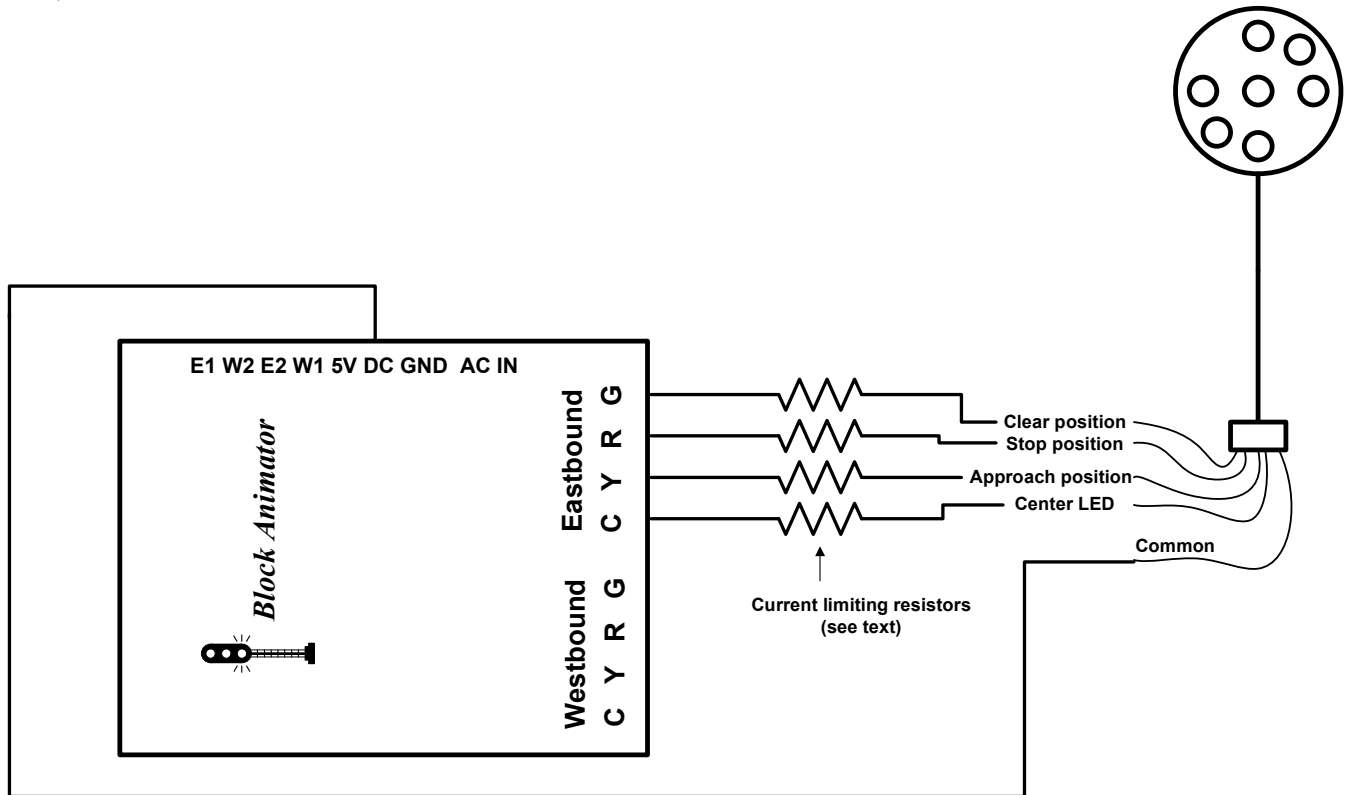 E1 W2 E2 W1 5V DC GND AC IN
Block Animator
Eastbound
G
R
Y
C
Westbound
G
R
Y
C
Clear position
Stop position
Approach position
Center LED
Common
Current limiting resistors
(see text)